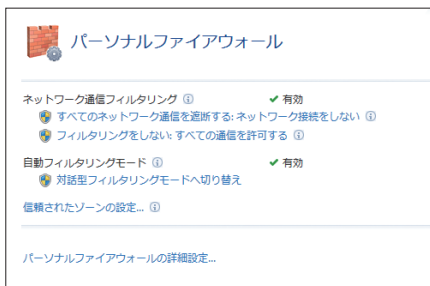 パーソナルファイアウォール
ネットワーク通信フィルタリング
有効
すべてのネットワーク通信を遮断する: ネットワーク接続をしない
フィルタリングをしない: すべての通信を許可する
自動フィルタリングモード
有効
対話型フィルタリングモードへ切り替え
信頼されたゾーンの設定...
パーソナルファイアウォールの詳細設定...